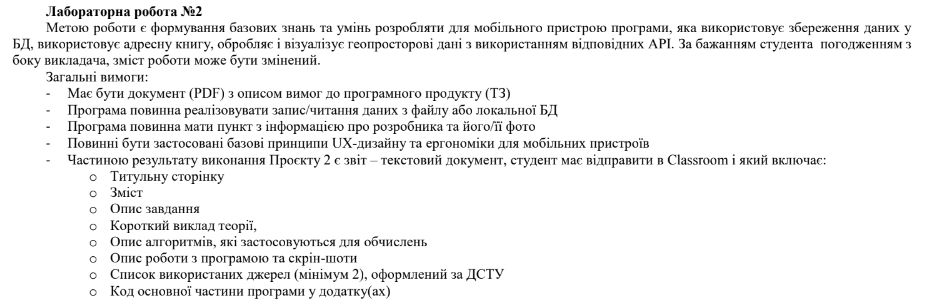 Лабораторна робота №2
Метою роботи є формування базових знань та умінь розробляти для мобільного пристрою програми, яка використовує збереження даних у
БД, використовує адресну книгу, обробляє і візуалізує геопросторові дані з використанням відповідних API. За бажанням студента погодженням з
боку викладача, зміст роботи може бути змінений.
Загальні вимоги:
- Має бути документ (PDF) з описом вимог до програмного продукту (ТЗ)
- Програма повинна реалізовувати запис/читання даних з файлу або локальної БД
- Програма повинна мати пункт з інформацією про розробника та його/її фото
- Повинні бути застосовані базові принципи UX-дизайну та ергономіки для мобільних пристроїв
- Частиною результату виконання Проєкту 2 є звіт – текстовий документ, студент має відправити в Classroom і який включає:
o Титульну сторінку
o Зміст
o Опис завдання
o Короткий виклад теорії,
o Опис алгоритмів, які застосовуються для обчислень
o Опис роботи з програмою та скрін-шоти
o Список використаних джерел (мінімум 2), оформлений за ДСТУ
o Код основної частини програми у додатку(ах)